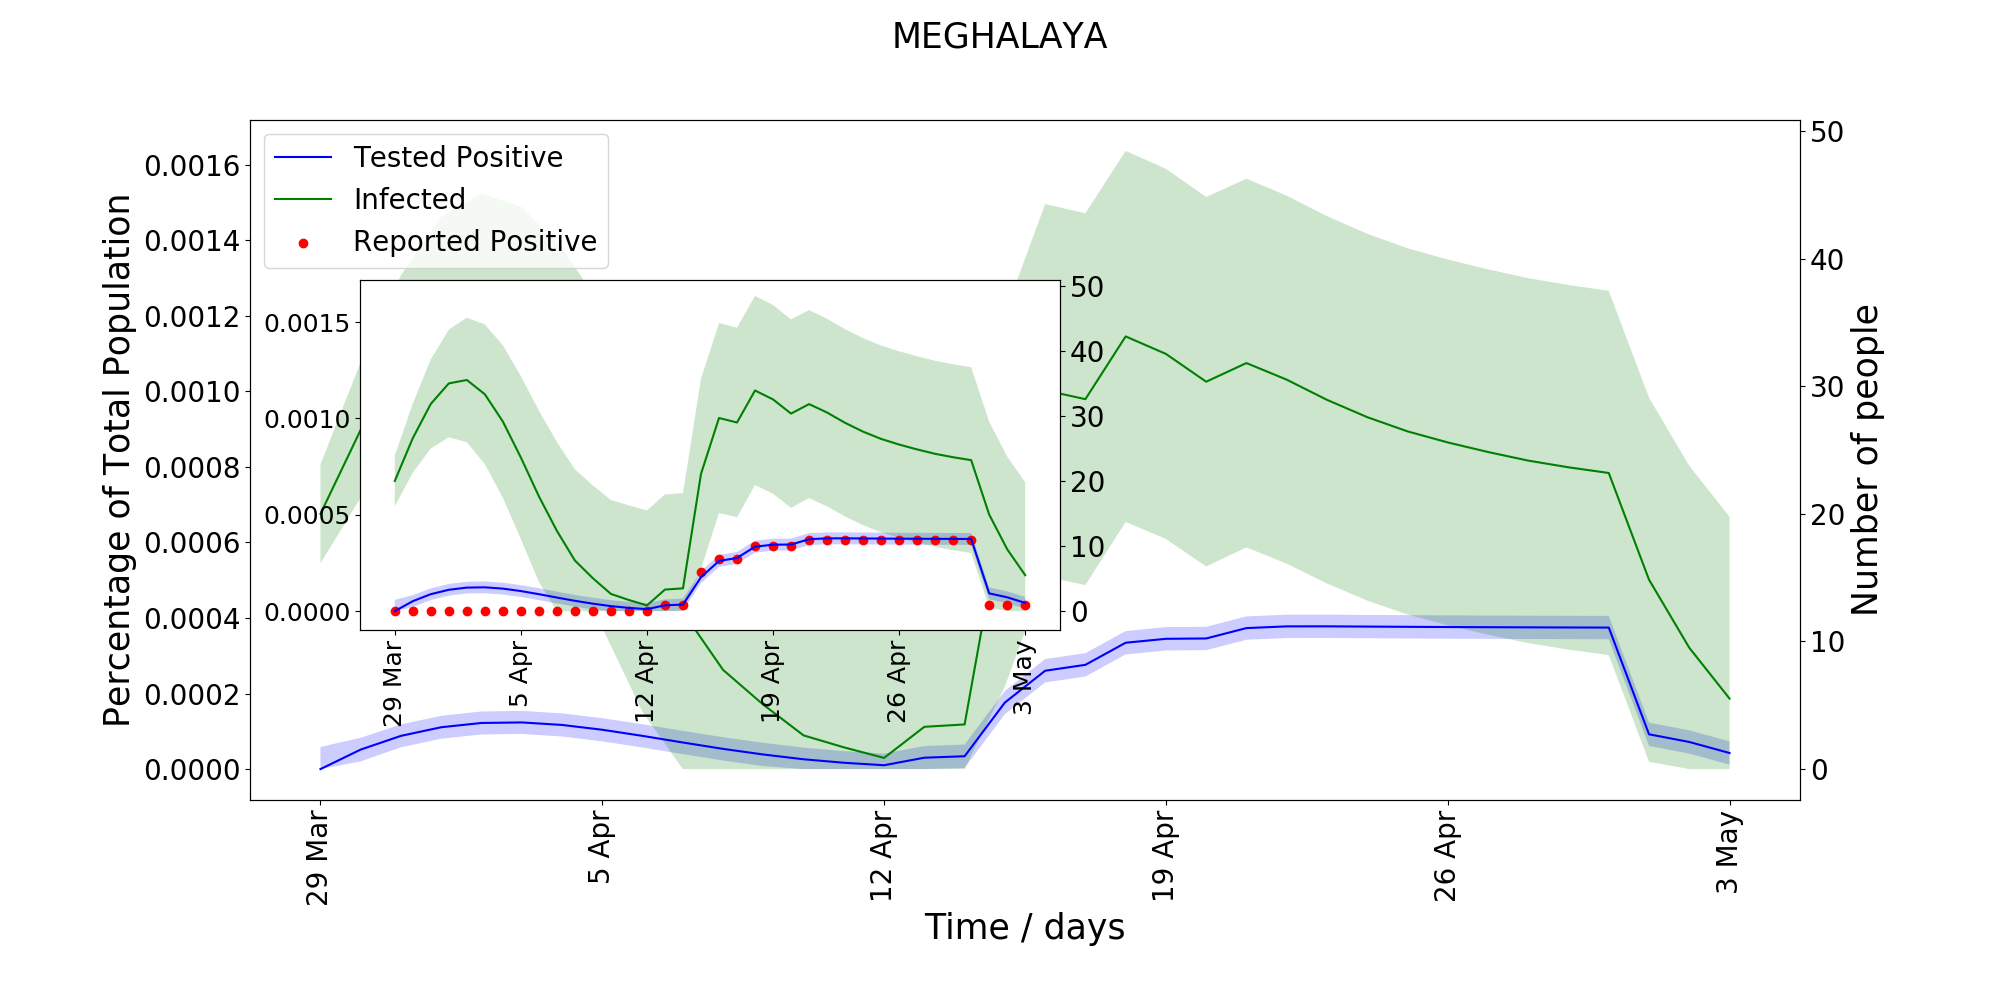 MEGHALAYA
Tested Positive
Infected
Reported Positive
Percentage of Total Population
0.0016
0.0014
0.0012
0.0010
0.0008
0.0006
0.0004
0.0002
0.0000
50
40
30
20
10
0
Number of people
0.0015
0.0010
0.0005
0.0000
50
40
30
20
10
0
29 Mar
5 Apr
12 Apr
19 Apr
26 Apr
3 May
29 Mar
5 Apr
12 Apr
19 Apr
26 Apr
3 May
Time / days